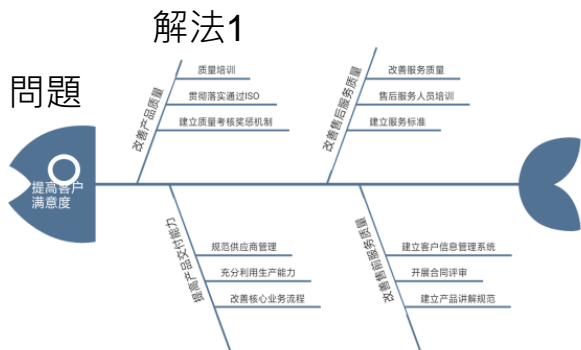 解法1
問題
提高客户
满意度
改善产品质量
质量培训
贯彻落实通过ISO
建立质量考核奖惩机制
改善售后服务质量
改善服务质量
售后服务人员培训
建立服务标准
提高产品交付能力
规范供应商管理
充分利用生产能力
改善核心业务流程
改善售前服务质量
建立客户信息管理系统
开展合同评审
建立产品讲解规范